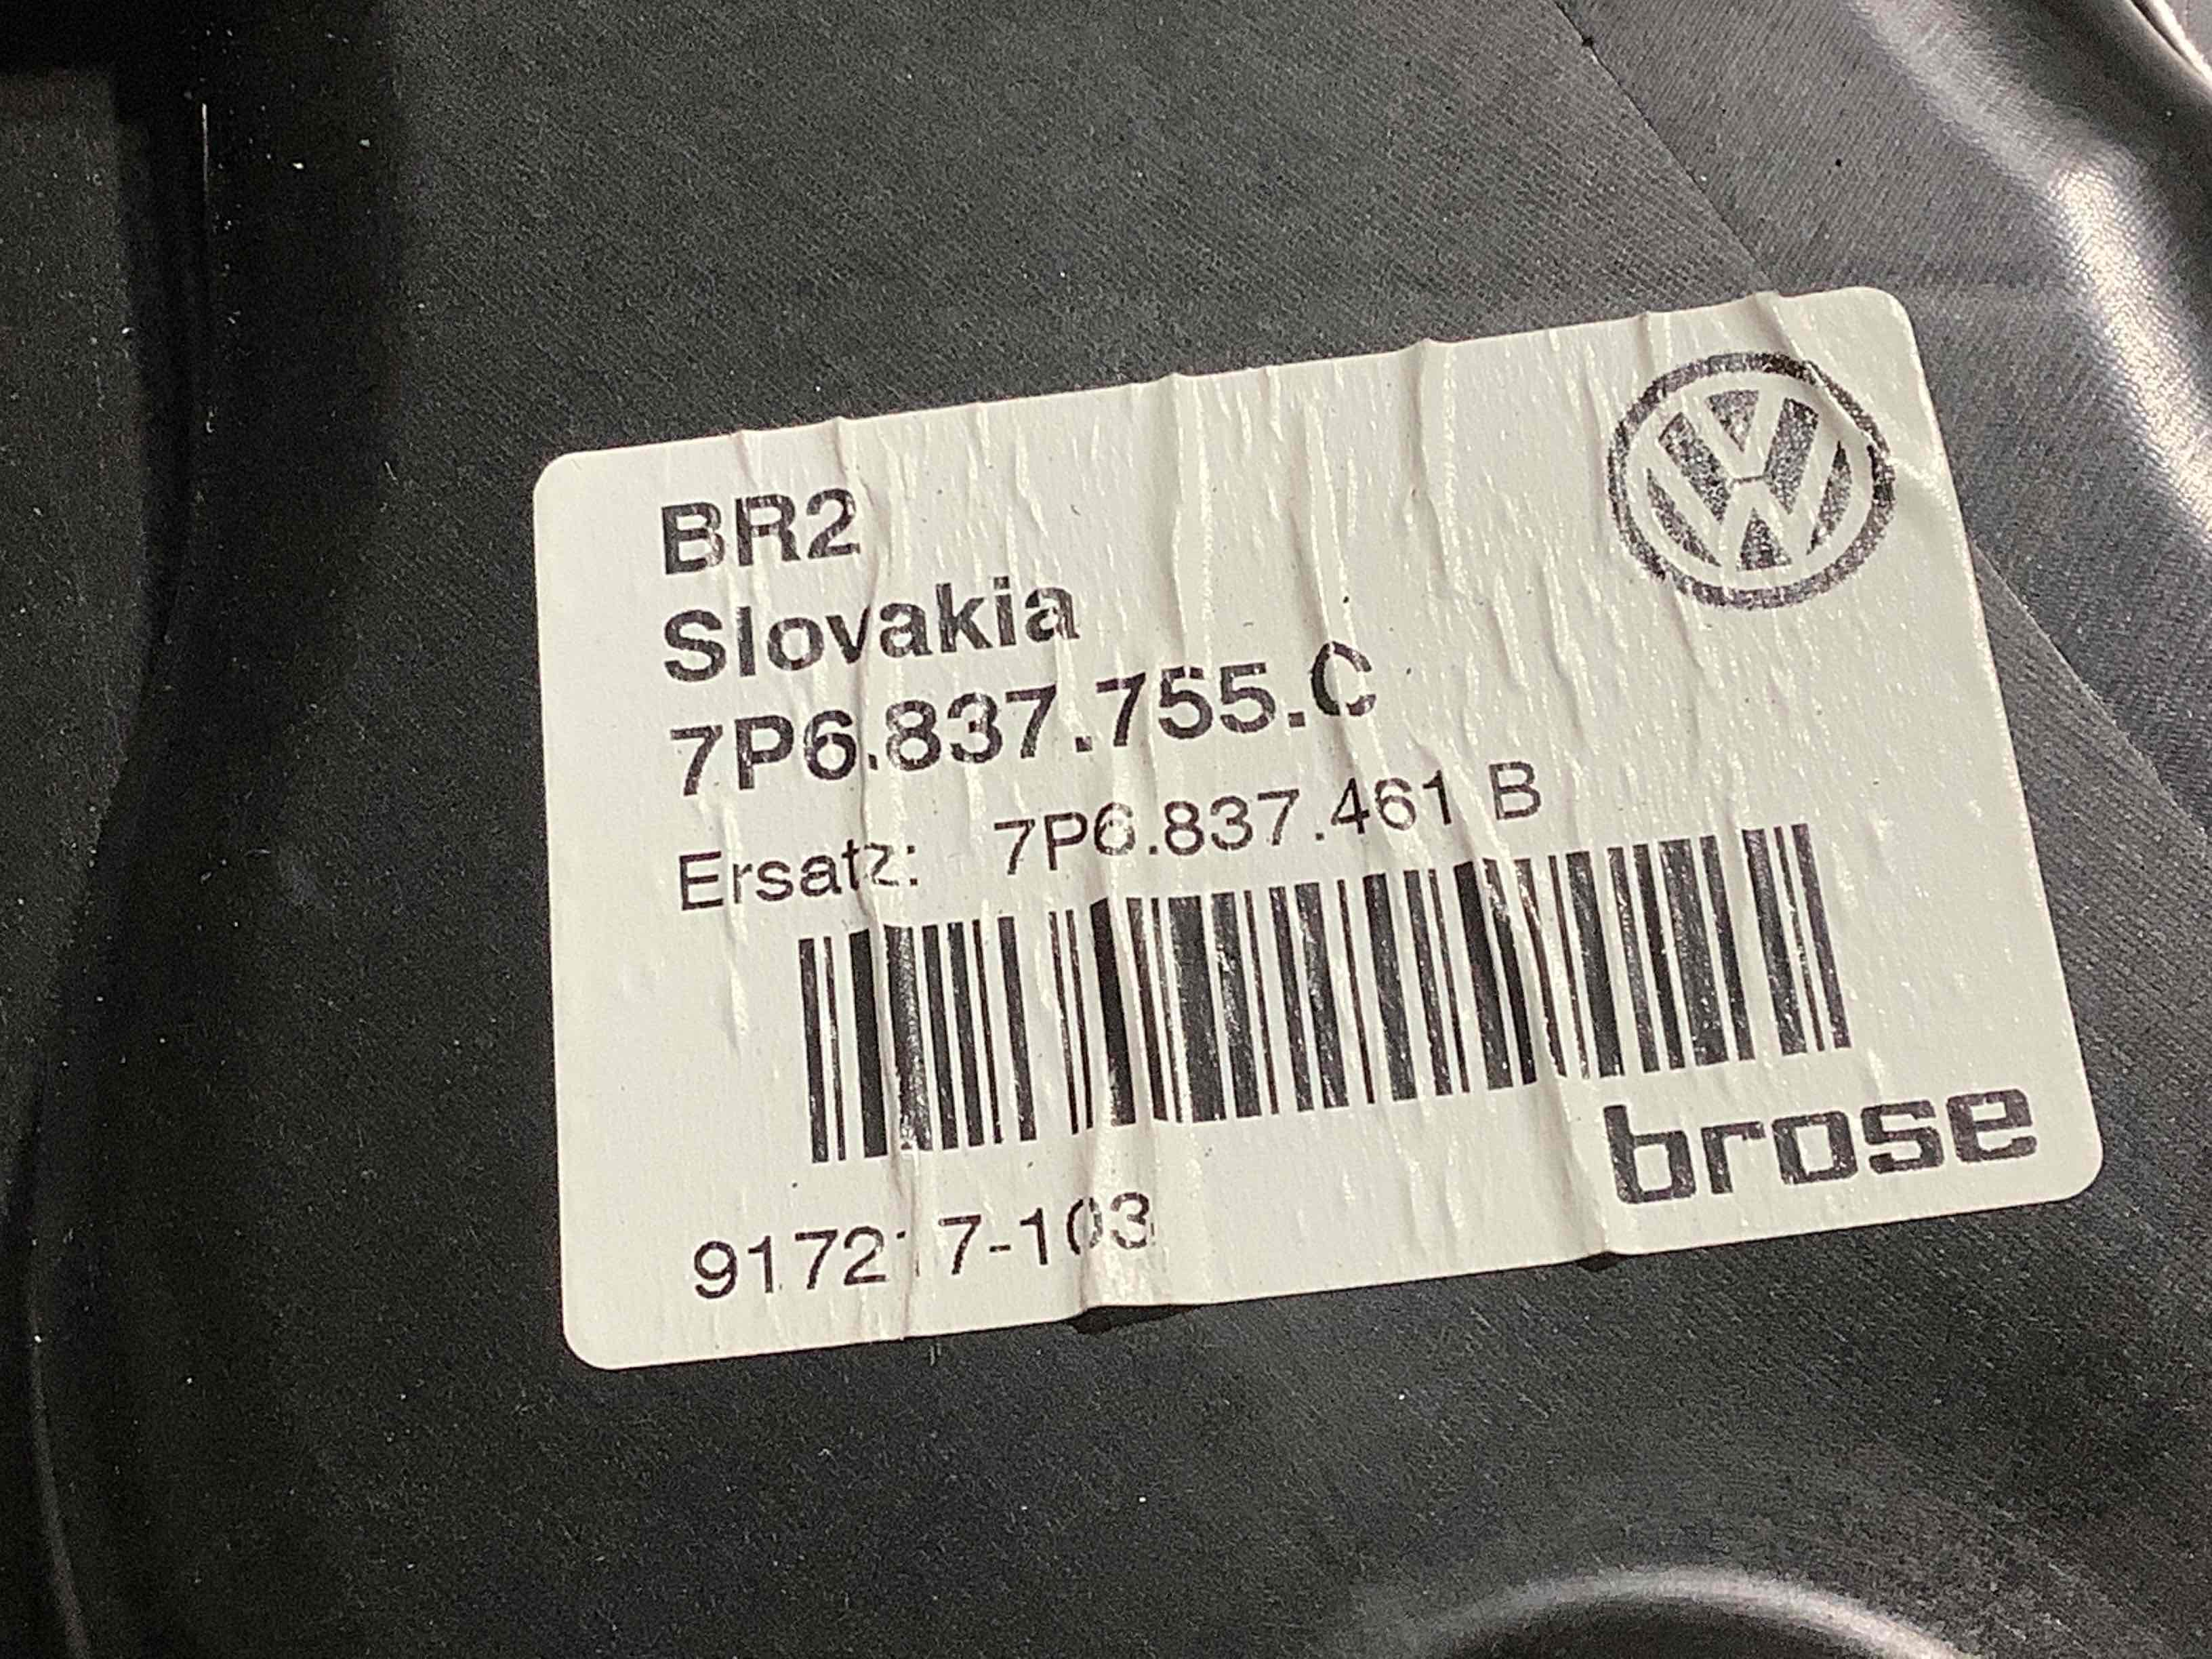 BR2
Slovakia
7P6.837.755.C
Ersatz: 7P6.837.461 B
brose
917217-103